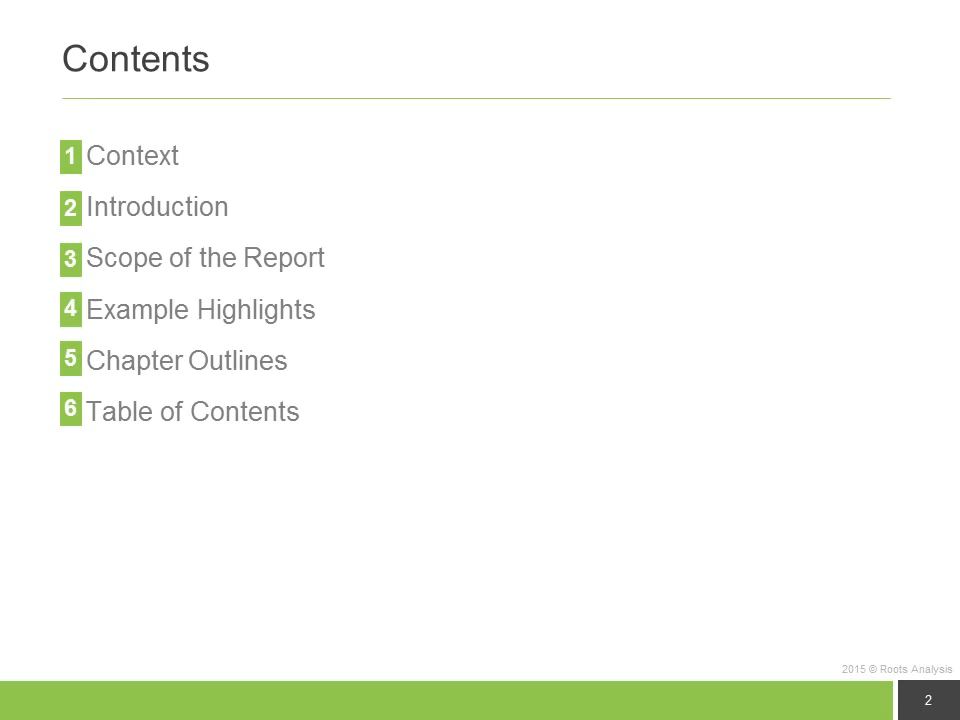 Contents
1 Context
2 Introduction
3 Scope of the Report
4 Example Highlights
5 Chapter Outlines
6 Table of Contents
2015 © Roots Analysis
2